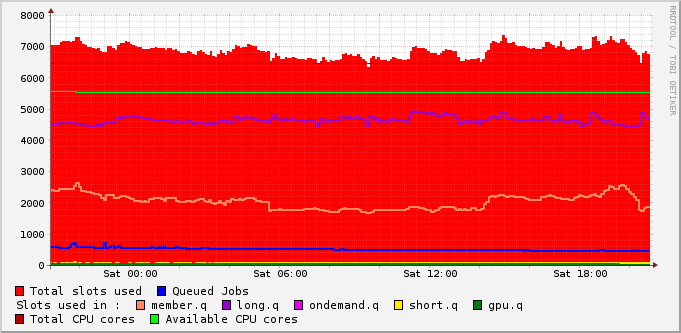 8000
7000
6000
5000
4000
3000
2000
1000
0
Sat 00:00 Sat 06:00 Sat 12:00 Sat 18:00
RRDTOOL / TOBI OETIKER
Total slots used Queued Jobs
Slots used in : member.q long.q ondemand.q short.q gpu.q
Total CPU cores Available CPU cores